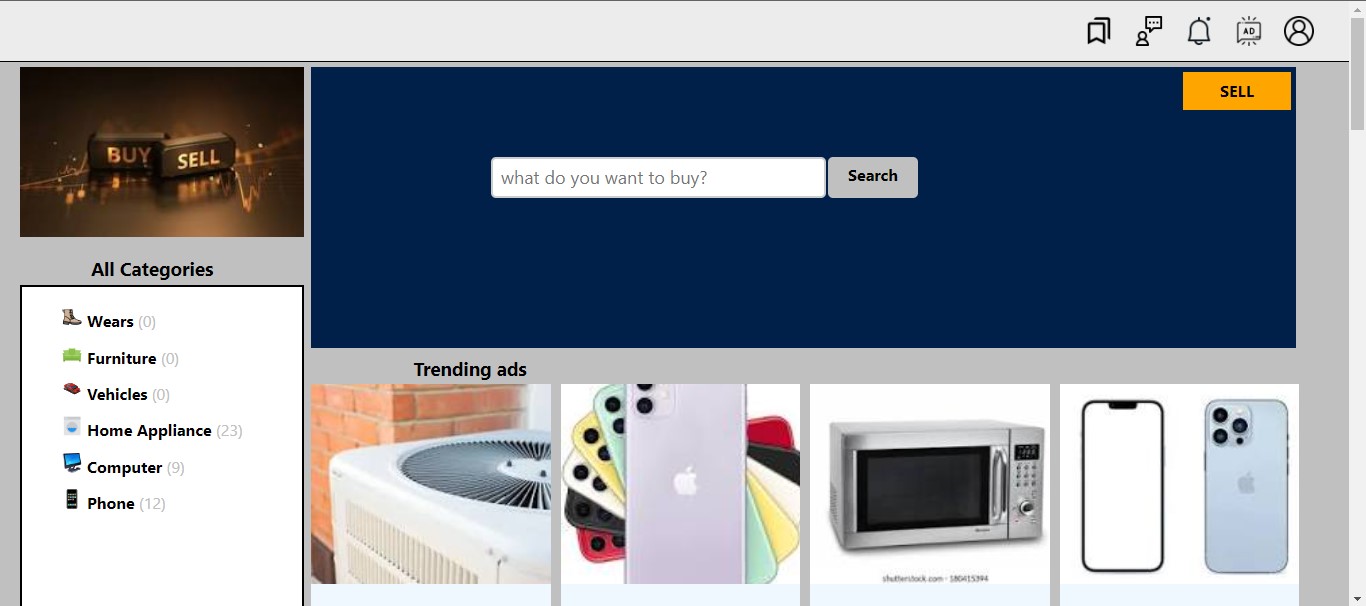 AD
BUY
SELL
SELL
what do you want to buy?
Search
All Categories
Wears (0)
Furniture (0)
Vehicles (0)
Home Appliance (23)
Computer (9)
Phone (12)
Trending ads
shutterstock.com · 180415394